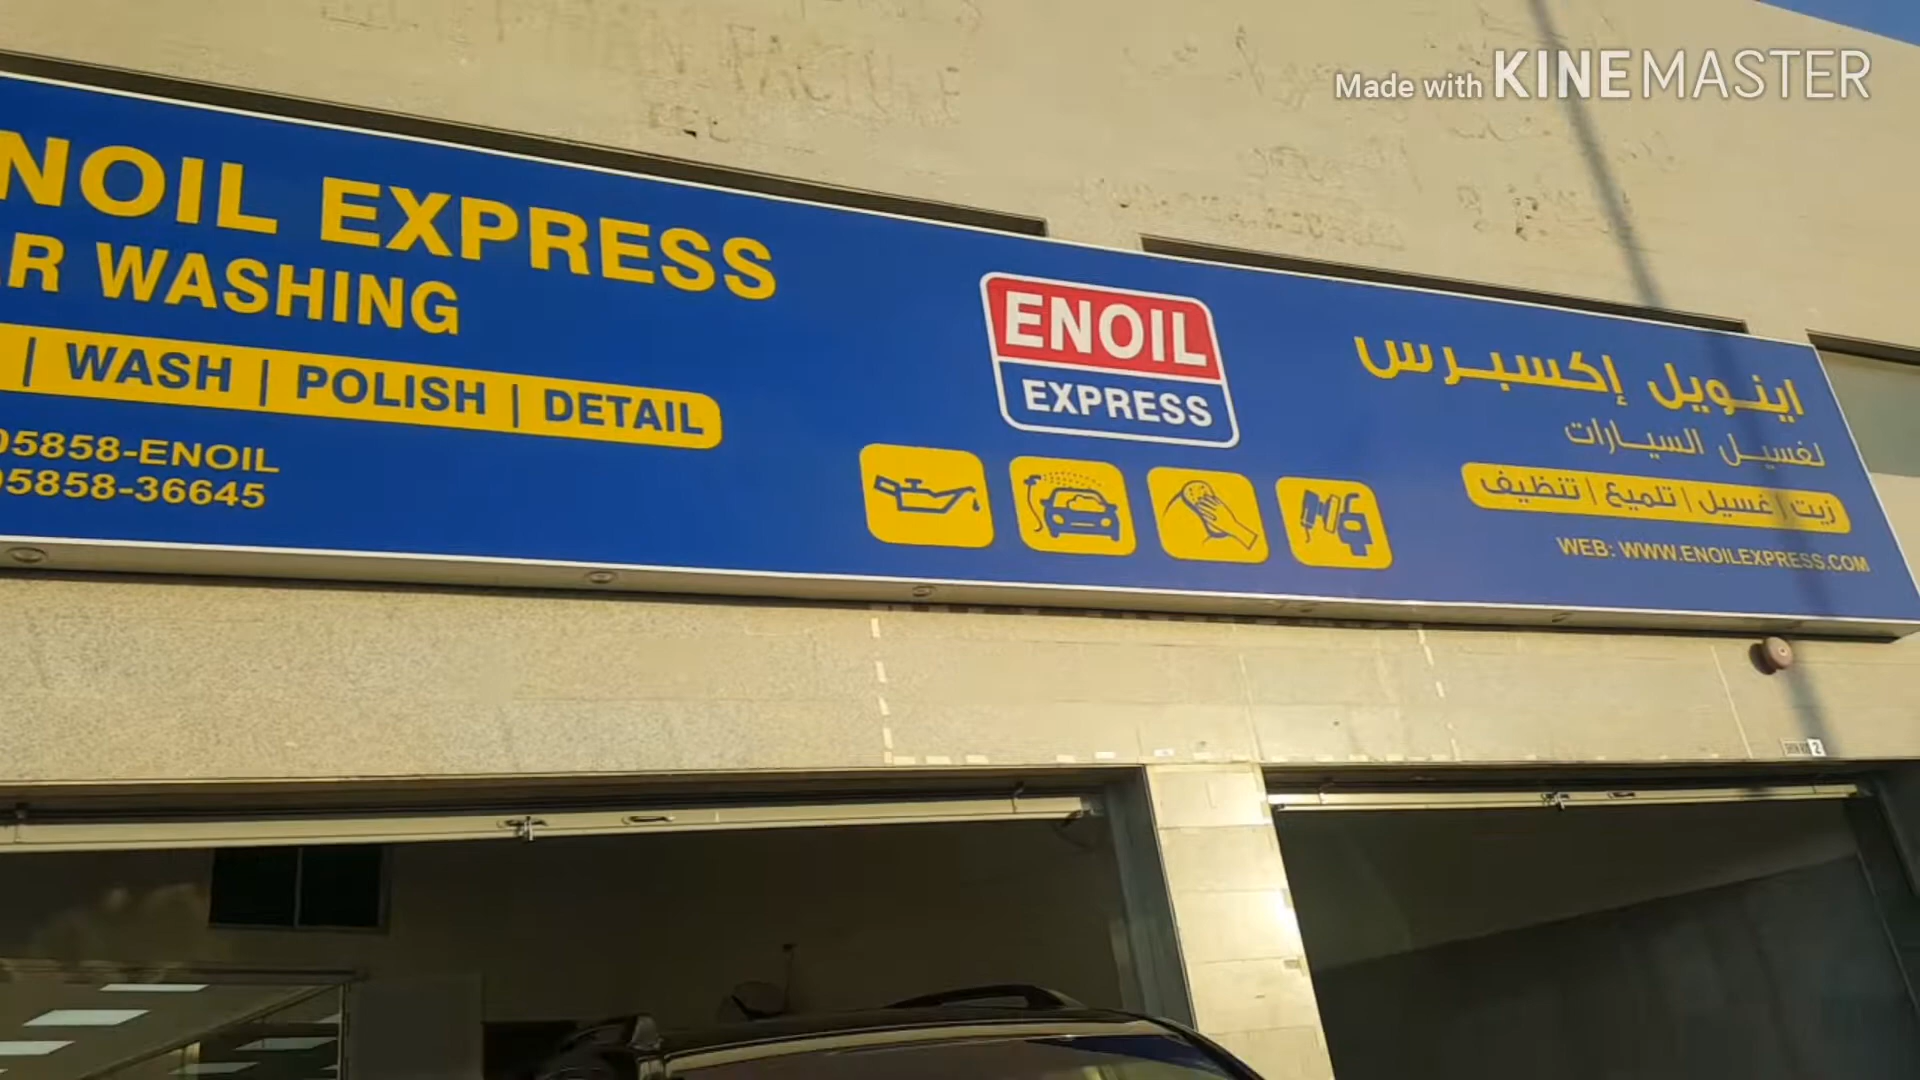 Made with KINEMASTER
NOIL EXPRESS
R WASHING
| WASH | POLISH | DETAIL
05858-ENOIL
05858-36645
ENOIL
EXPRESS
اينويل إكسبرس
لغسيل السيارات
زيت | غسيل | تلميع | تنظيف
WEB: WWW.ENOILEXPRESS.COM